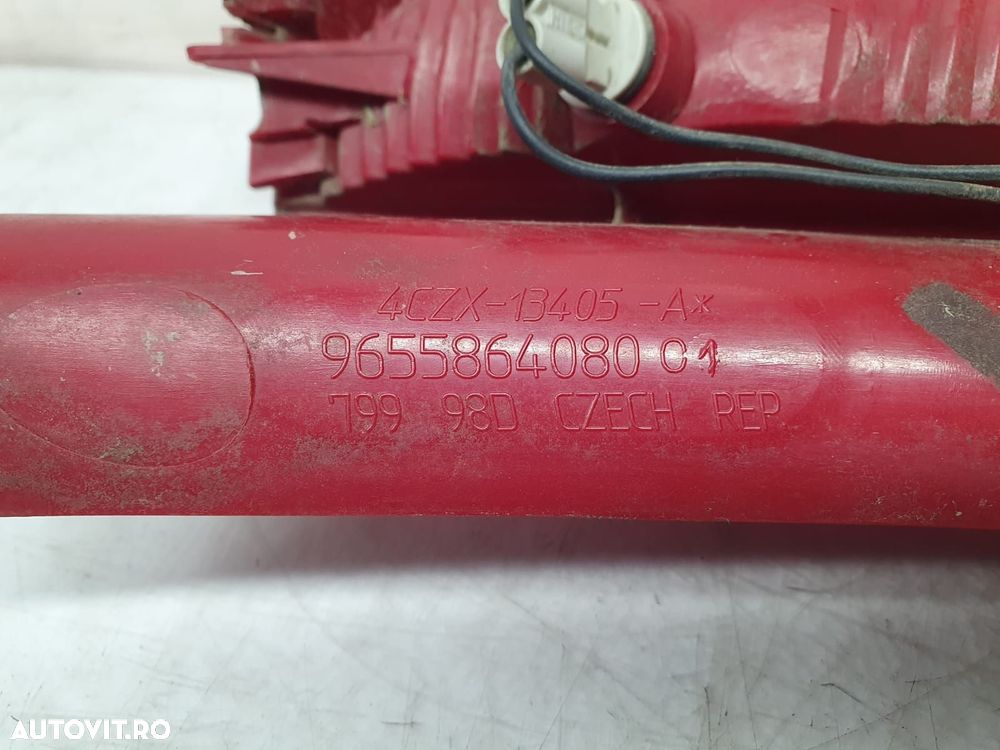 4CZX-13405-A*
9655864080 C1
799 98D CZECH REP
AUTOVIT.RO